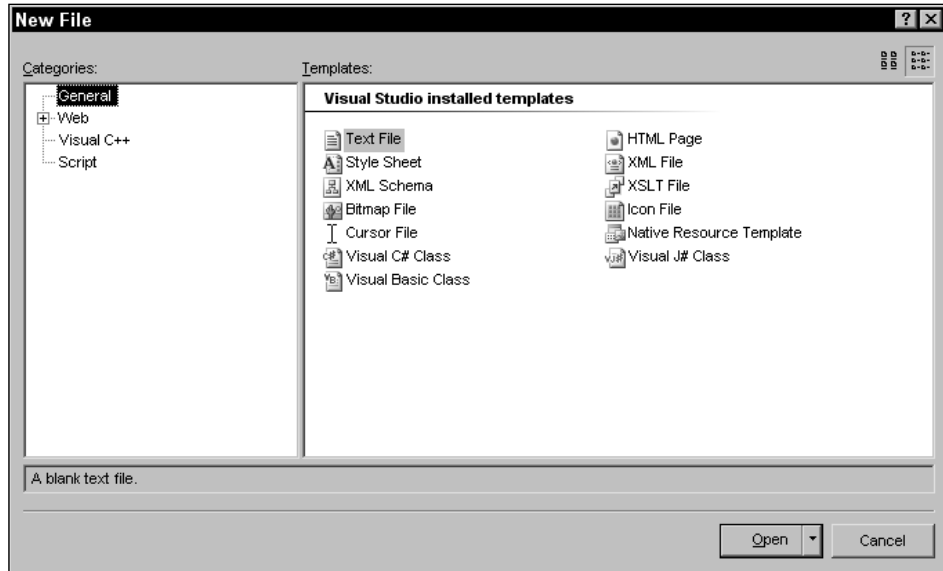 New File
Categories:
General
Web
Visual C++
Script
Templates:
Visual Studio installed templates
Text File
HTML Page
Style Sheet
XML File
XML Schema
XSLT File
Bitmap File
Icon File
Cursor File
Native Resource Template
Visual C# Class
Visual J# Class
Visual Basic Class
A blank text file.
Open
Cancel